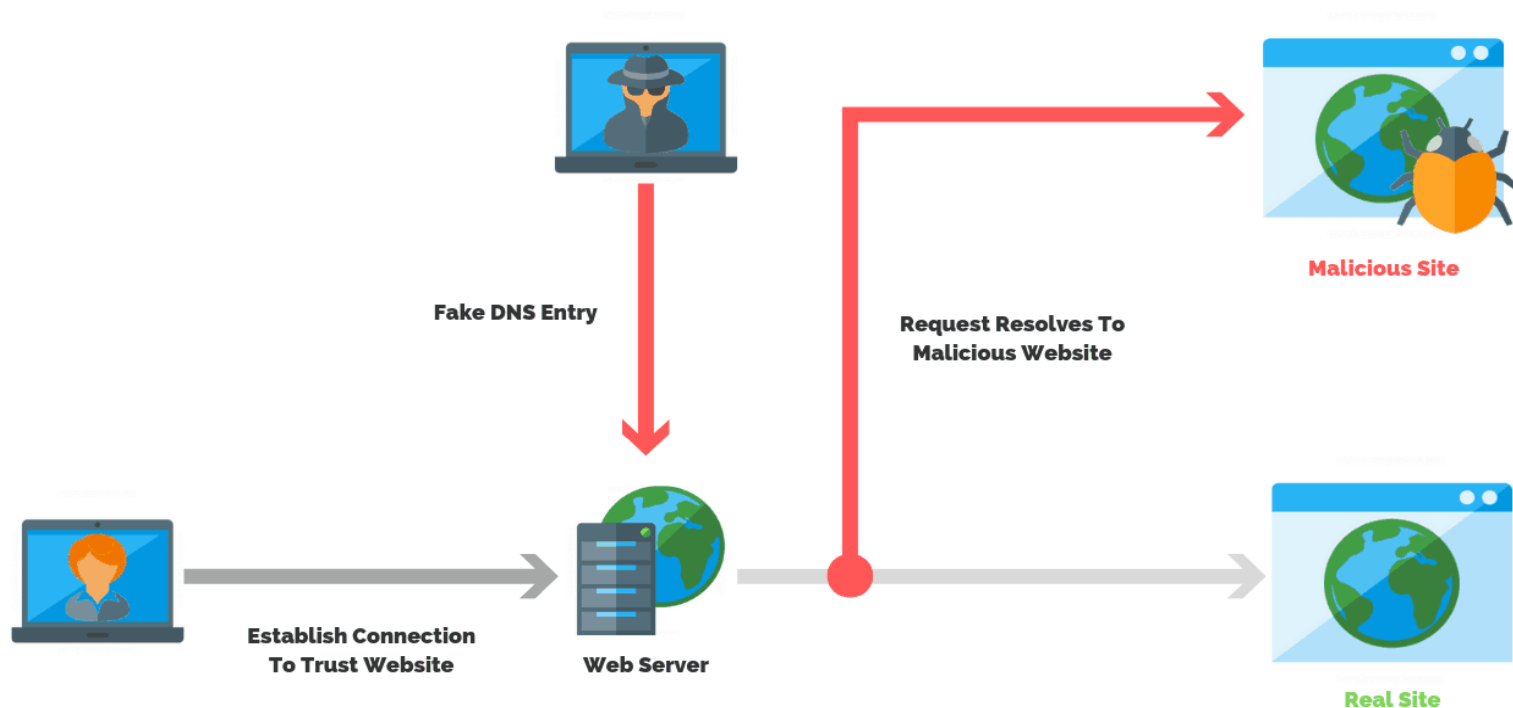 Fake DNS Entry
Request Resolves To
Malicious Website
Malicious Site
Establish Connection
To Trust Website
Web Server
Real Site